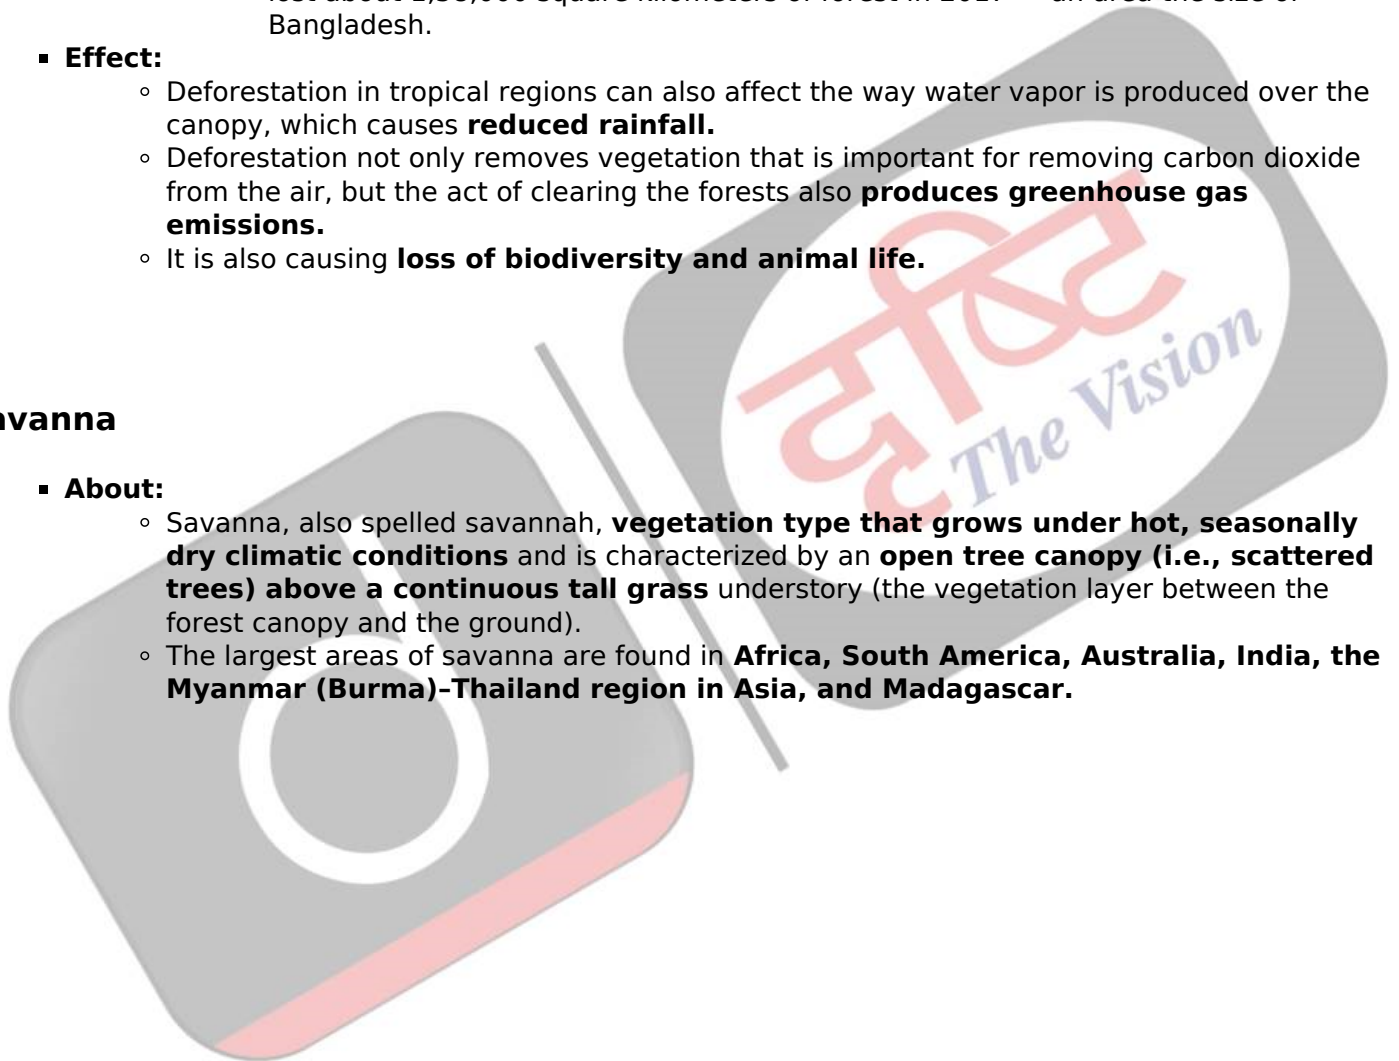 Bangladesh.
▪ Effect:
◦ Deforestation in tropical regions can also affect the way water vapor is produced over the
canopy, which causes reduced rainfall.
◦ Deforestation not only removes vegetation that is important for removing carbon dioxide
from the air, but the act of clearing the forests also produces greenhouse gas
emissions.
◦ It is also causing loss of biodiversity and animal life.
दृष्टि
The Vision
avanna
▪ About:
◦ Savanna, also spelled savannah, vegetation type that grows under hot, seasonally
dry climatic conditions and is characterized by an open tree canopy (i.e., scattered
trees) above a continuous tall grass understory (the vegetation layer between the
forest canopy and the ground).
◦ The largest areas of savanna are found in Africa, South America, Australia, India, the
Myanmar (Burma)–Thailand region in Asia, and Madagascar.